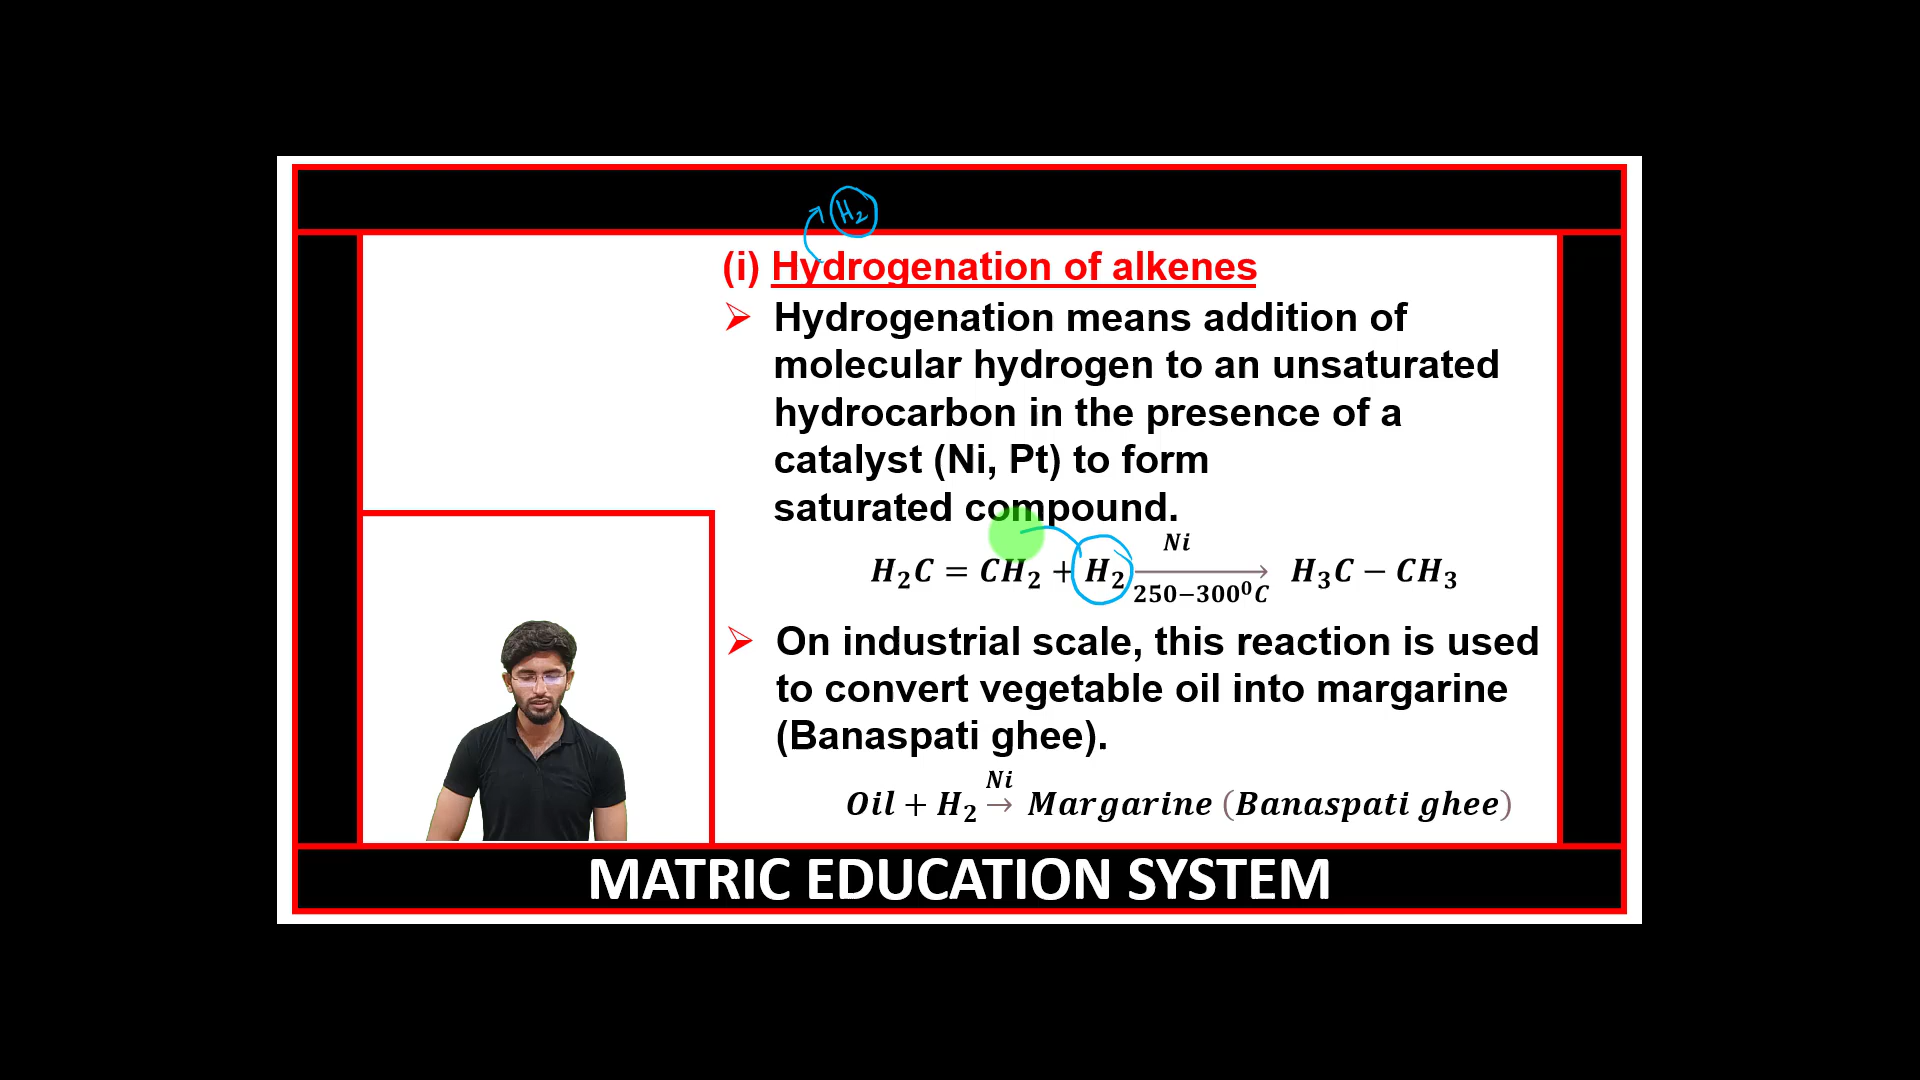 H₂
(i) Hydrogenation of alkenes
➢ Hydrogenation means addition of
molecular hydrogen to an unsaturated
hydrocarbon in the presence of a
catalyst (Ni, Pt) to form
saturated compound.
Ni
H₂C = CH₂ + H₂ ⟶ H₃C − CH₃
250−300⁰C
➢ On industrial scale, this reaction is used
to convert vegetable oil into margarine
(Banaspati ghee).
Ni
Oil + H₂ → Margarine (Banaspati ghee)
MATRIC EDUCATION SYSTEM